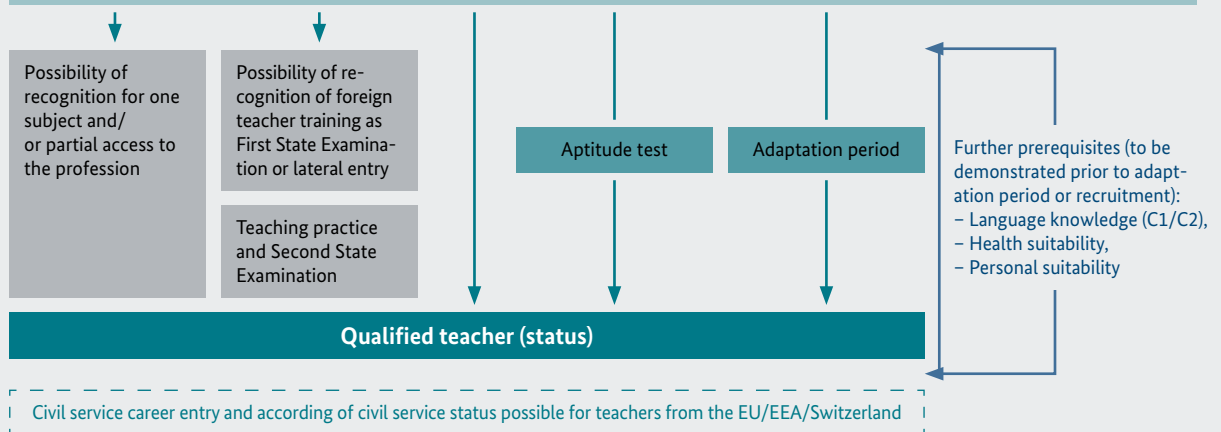 Possibility of
recognition for one
subject and/
or partial access to
the profession
Possibility of re-
cognition of foreign
teacher training as
First State Examina-
tion or lateral entry
Teaching practice
and Second State
Examination
Aptitude test
Adaptation period
Further prerequisites (to be
demonstrated prior to adapt-
ation period or recruitment):
– Language knowledge (C1/C2),
– Health suitability,
– Personal suitability
Qualified teacher (status)
Civil service career entry and according of civil service status possible for teachers from the EU/EEA/Switzerland